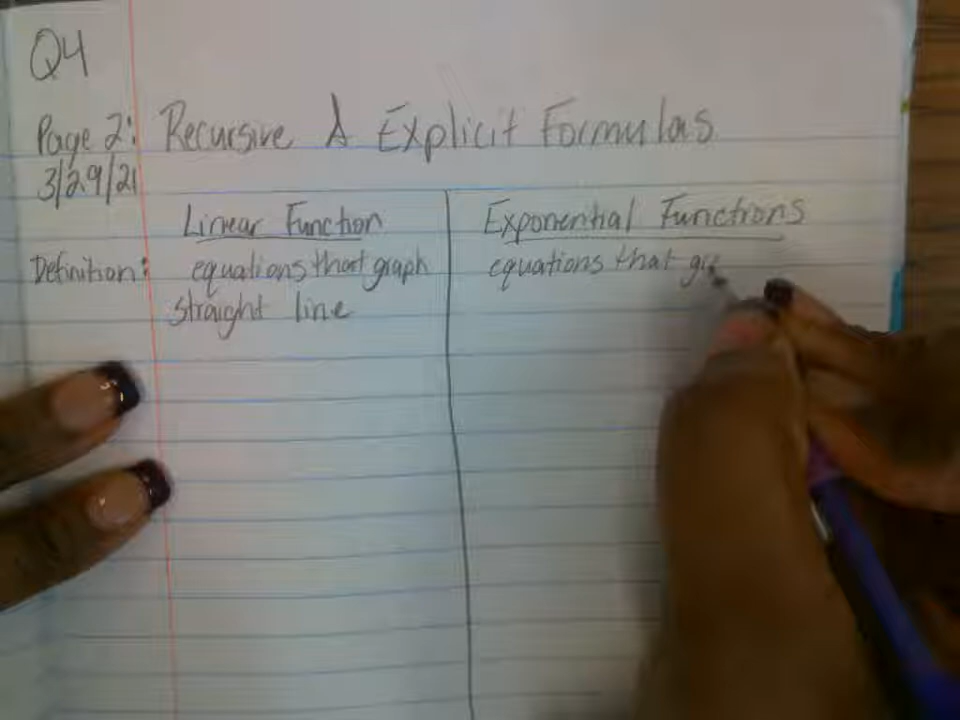 Q4
Page 2: Recursive & Explicit Formulas
3/29/21
Linear Function
Exponential Functions
Definition: equations that graph
straight line
equations that